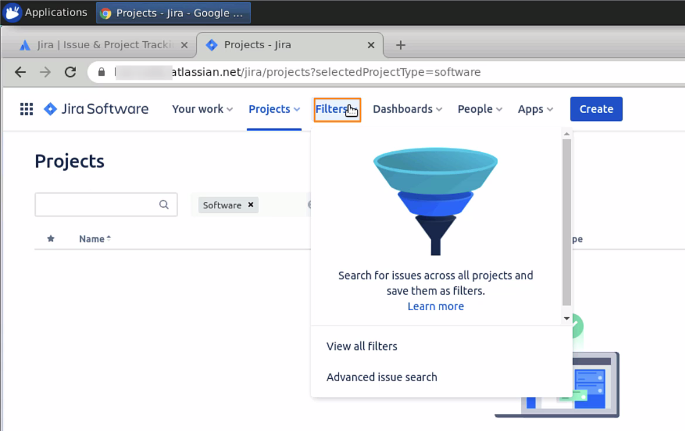 Applications Projects - Jira - Google ...
Jira | Issue & Project Tracki Projects - Jira
atlassian.net/jira/projects?selectedProjectType=software
Jira Software Your work Projects Filters Dashboards People Apps Create
Projects
Software
Name
Search for issues across all projects and
save them as filters.
Learn more
View all filters
Advanced issue search